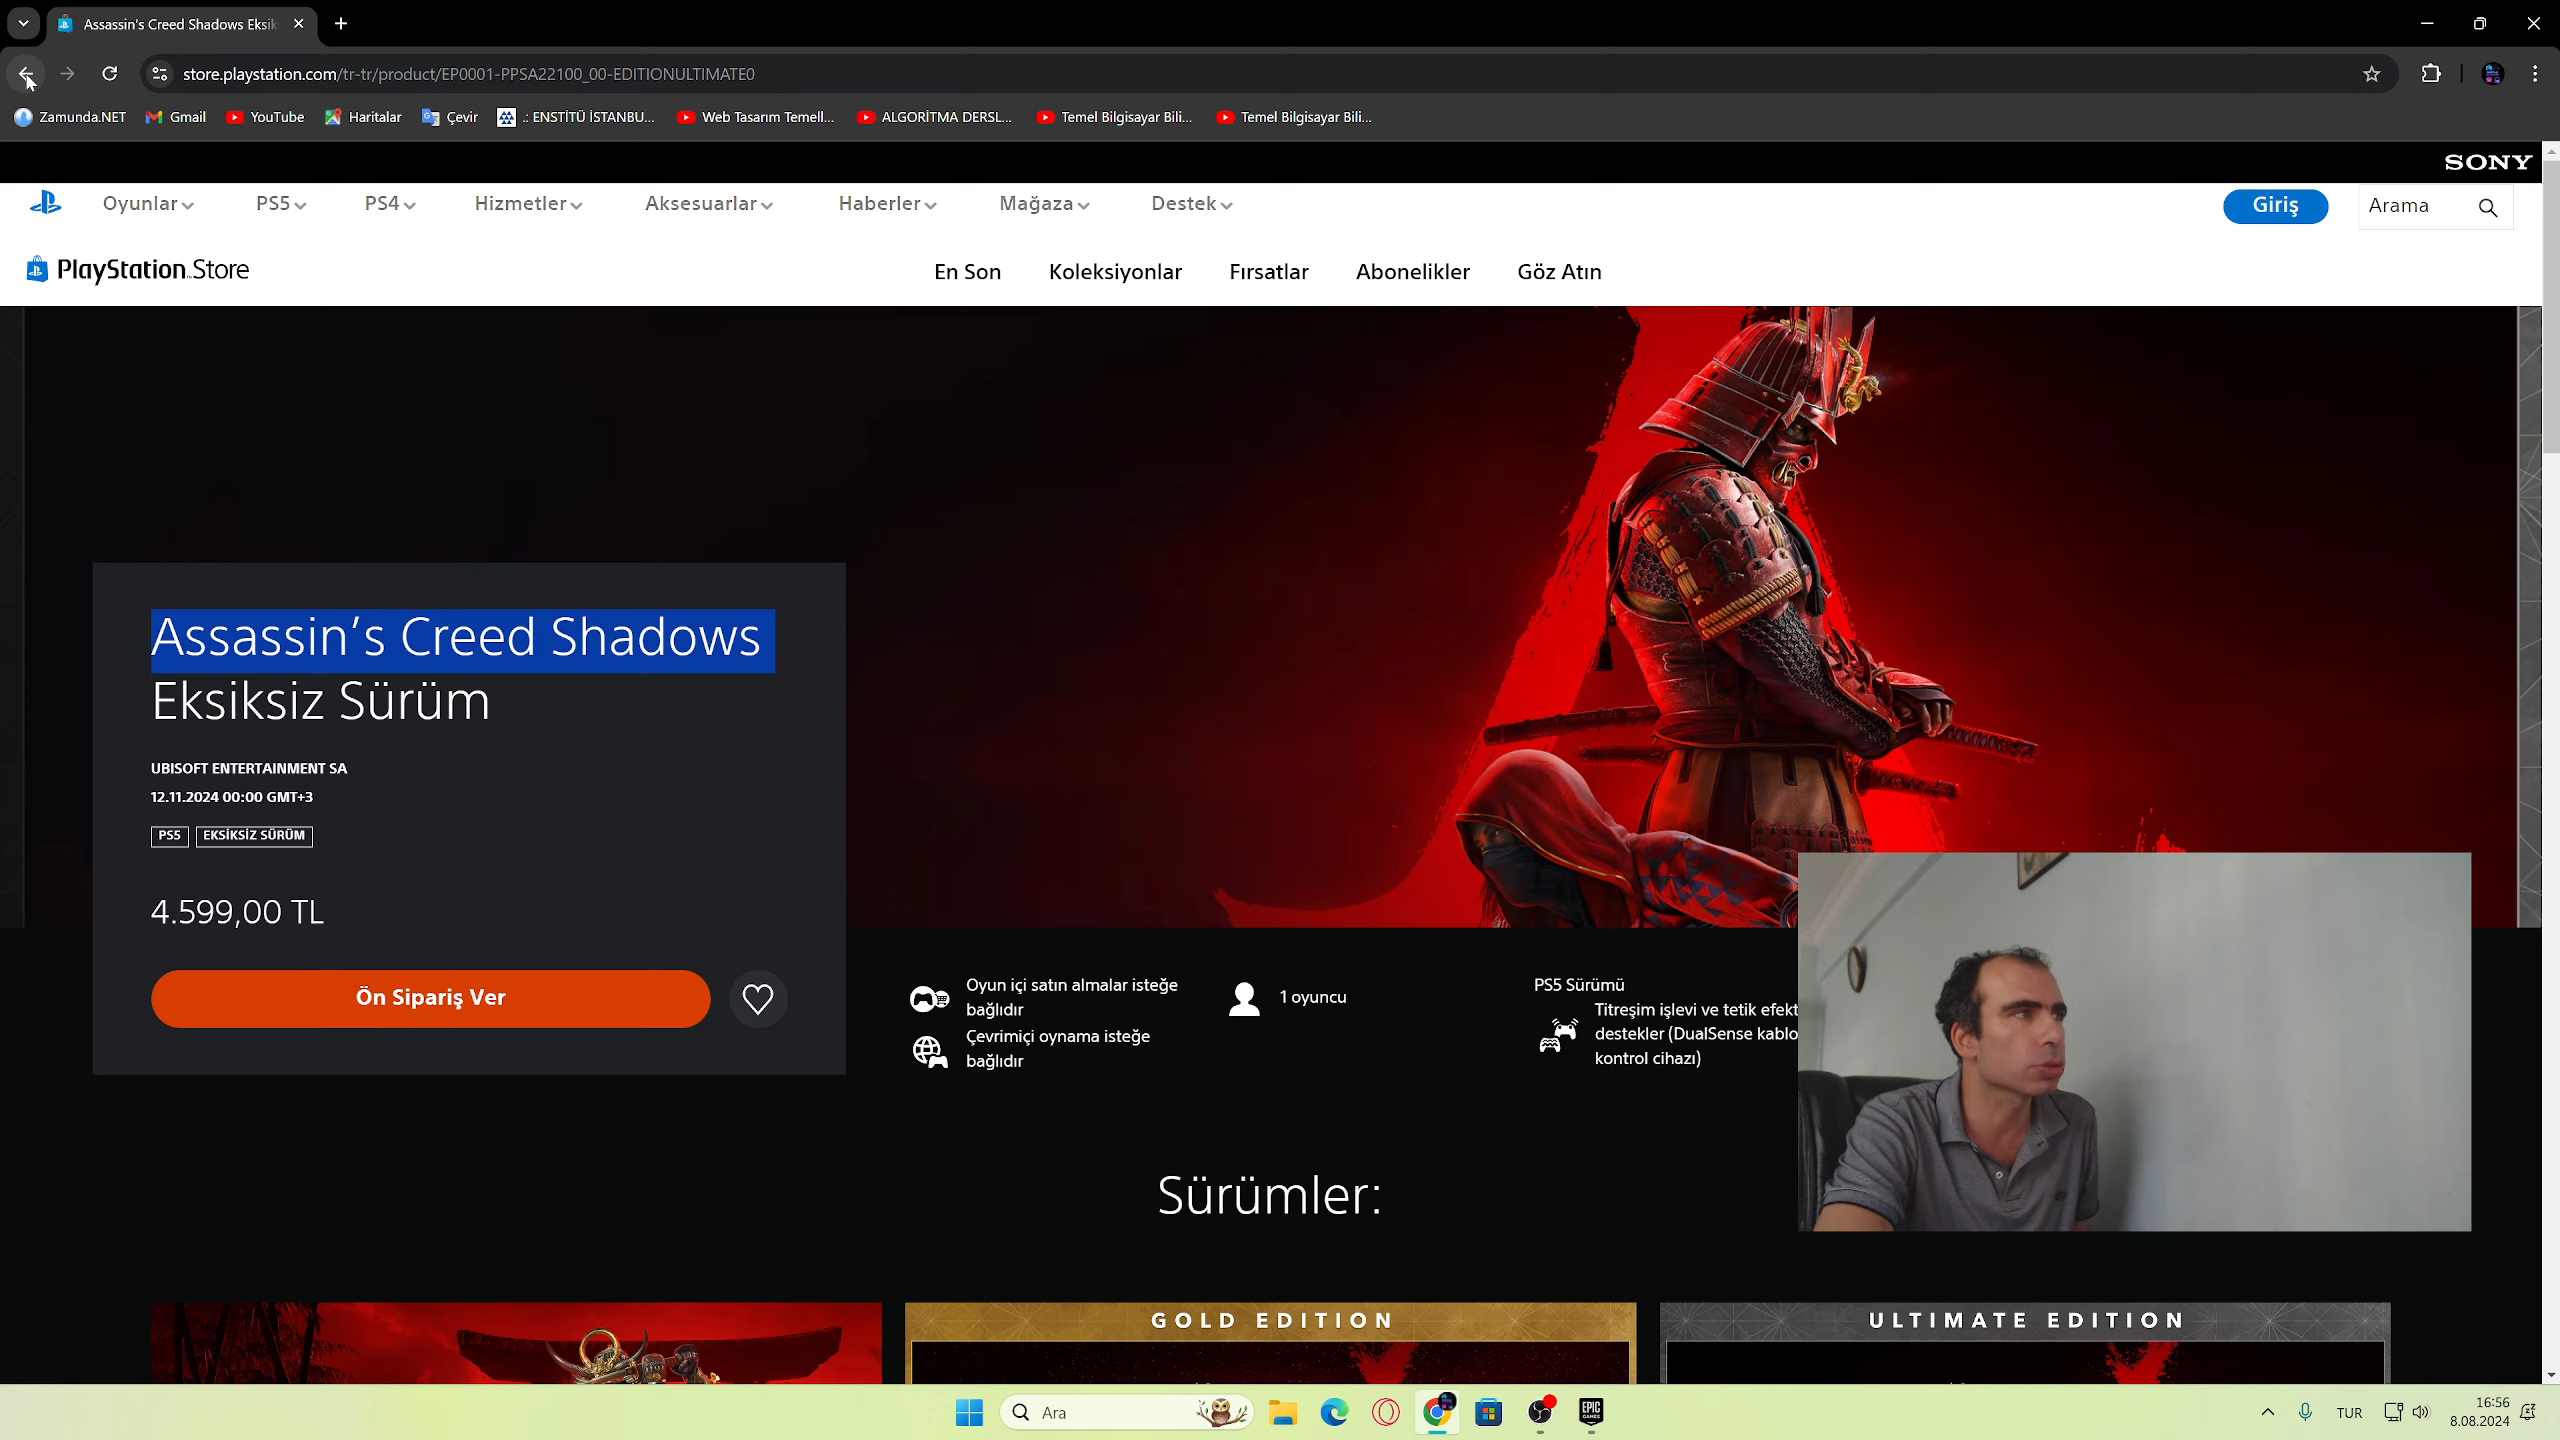 Assassin's Creed Shadows Eksik
store.playstation.com/tr-tr/product/EP0001-PPSA22100_00-EDITIONULTIMATE0
Zamunda.NET Gmail YouTube Haritalar Çevir .: ENSTİTÜ İSTANBU... Web Tasarım Temell... ALGORİTMA DERSL... Temel Bilgisayar Bili... Temel Bilgisayar Bili...
SONY
Oyunlar PS5 PS4 Hizmetler Aksesuarlar Haberler Mağaza Destek Giriş Arama
PlayStation Store En Son Koleksiyonlar Fırsatlar Abonelikler Göz Atın
Assassin's Creed Shadows
Eksiksiz Sürüm
UBISOFT ENTERTAINMENT SA
12.11.2024 00:00 GMT+3
PS5 EKSİKSİZ SÜRÜM
4.599,00 TL
Ön Sipariş Ver
Oyun içi satın almalar isteğe
bağlıdır
Çevrimiçi oynama isteğe
bağlıdır
1 oyuncu
PS5 Sürümü
Titreşim işlevi ve tetik efekt
destekler (DualSense kablo
kontrol cihazı)
Sürümler:
GOLD EDITION
ULTIMATE EDITION
Ara
EPIC
GAMES
TUR
16:56
8.08.2024